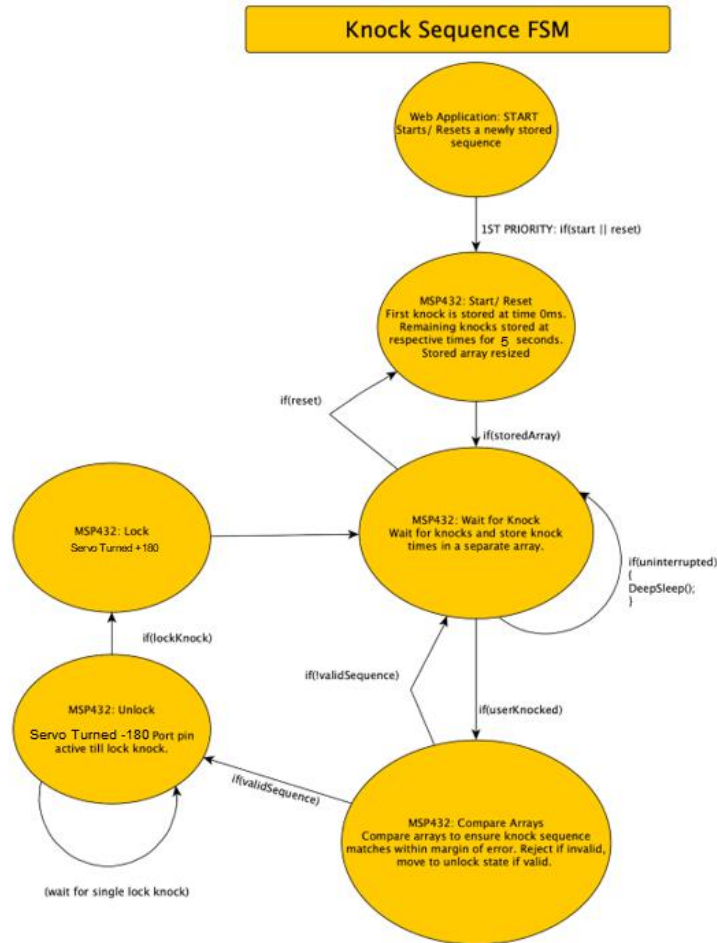 Knock Sequence FSM
Web Application: START
Starts/ Resets a newly stored
sequence
1ST PRIORITY: if(start || reset)
MSP432: Start/ Reset
First knock is stored at time 0ms.
Remaining knocks stored at
respective times for 5 seconds.
Stored array resized
if(reset)
if(storedArray)
MSP432: Lock
Servo Turned +180
MSP432: Wait for Knock
Wait for knocks and store knock
times in a separate array.
if(uninterrupted)
{
DeepSleep();
}
if(lockKnock)
if(!validSequence)
if(userKnocked)
MSP432: Unlock
Servo Turned -180 Port pin
active till lock knock.
if(validSequence)
MSP432: Compare Arrays
Compare arrays to ensure knock sequence
matches within margin of error. Reject if invalid,
move to unlock state if valid.
(wait for single lock knock)